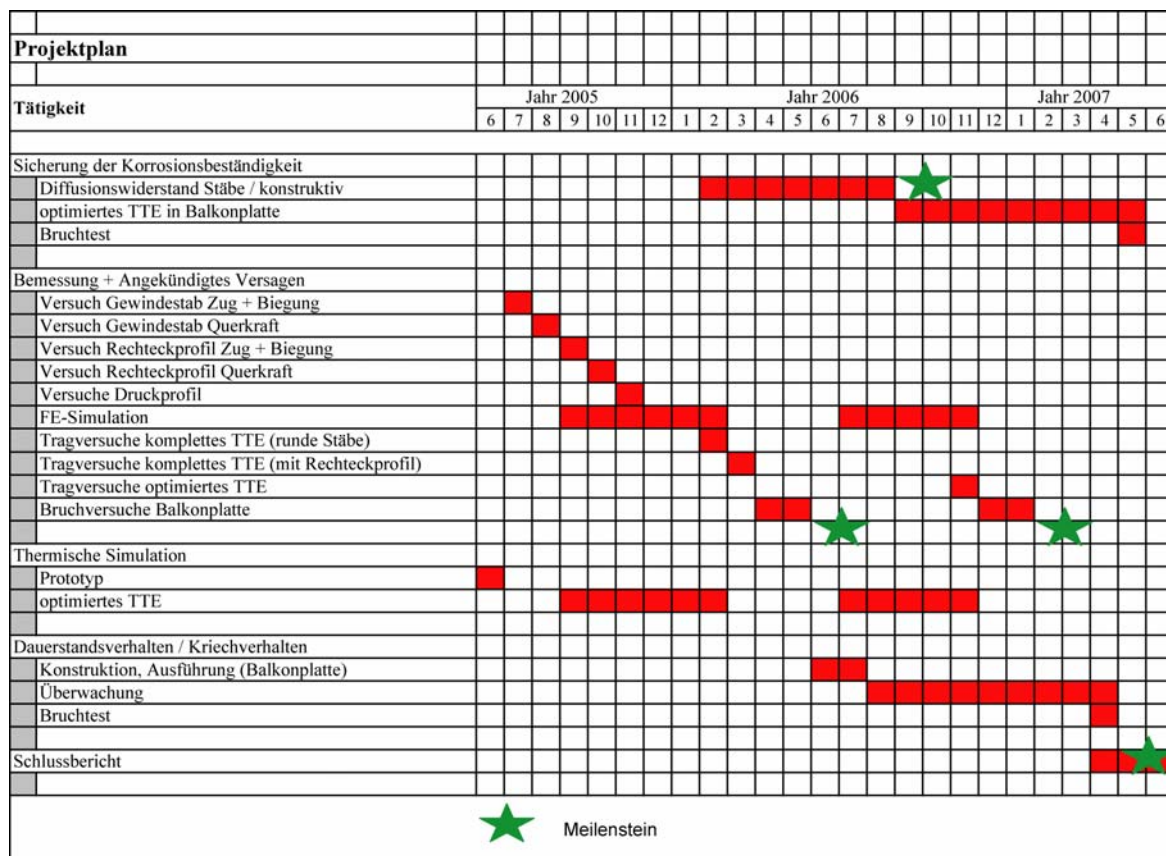 Projektplan
Tätigkeit
Jahr 2005 Jahr 2006 Jahr 2007
6 7 8 9 10 11 12 1 2 3 4 5 6 7 8 9 10 11 12 1 2 3 4 5 6
Sicherung der Korrosionsbeständigkeit
Diffusionswiderstand Stäbe / konstruktiv
optimiertes TTE in Balkonplatte
Bruchtest
Bemessung + Angekündigtes Versagen
Versuch Gewindestab Zug + Biegung
Versuch Gewindestab Querkraft
Versuch Rechteckprofil Zug + Biegung
Versuch Rechteckprofil Querkraft
Versuche Druckprofil
FE-Simulation
Tragversuche komplettes TTE (runde Stäbe)
Tragversuche komplettes TTE (mit Rechteckprofil)
Tragversuche optimiertes TTE
Bruchversuche Balkonplatte
Thermische Simulation
Prototyp
optimiertes TTE
Dauerstandsverhalten / Kriechverhalten
Konstruktion, Ausführung (Balkonplatte)
Überwachung
Bruchtest
Schlussbericht
Meilenstein